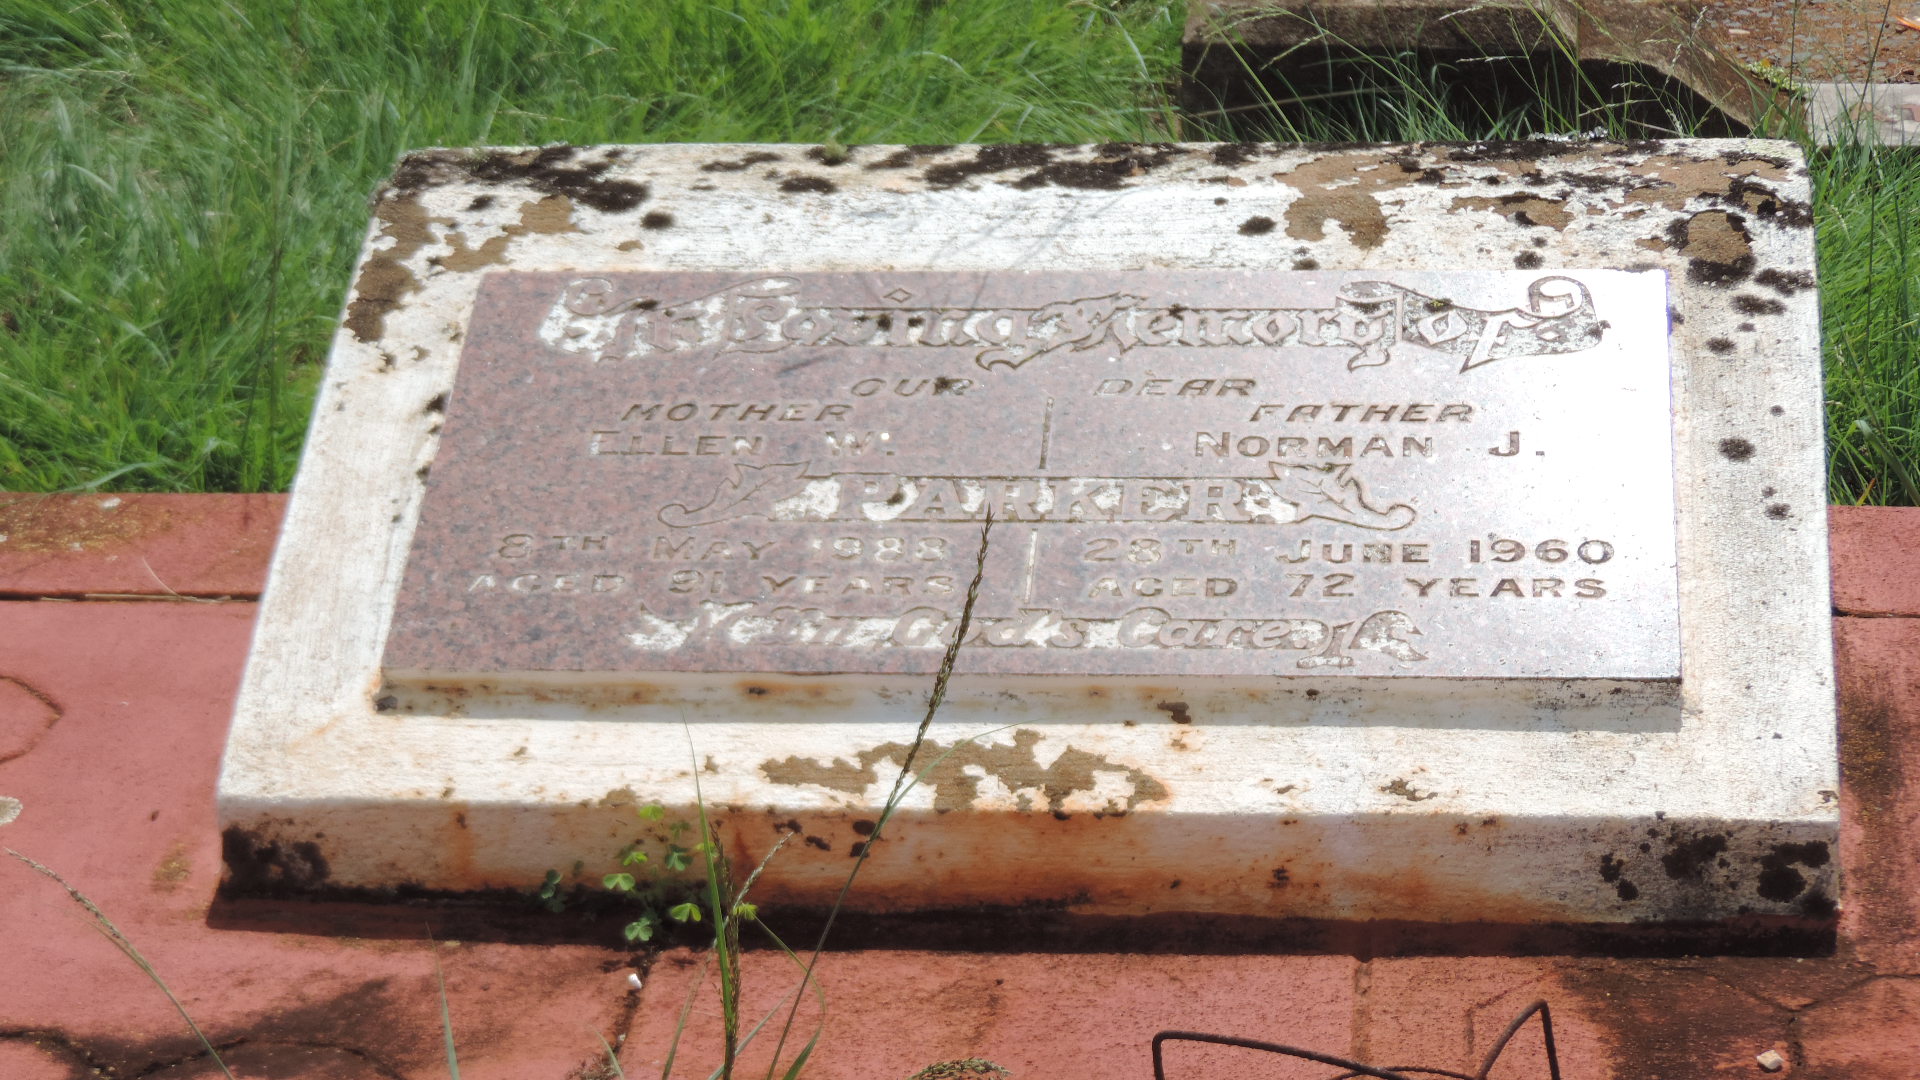 In Loving Memory of
OUR DEAR
MOTHER FATHER
ELLEN W. NORMAN J.
PARKER
8TH MAY 1988 28TH JUNE 1960
AGED 91 YEARS AGED 72 YEARS
God's Care